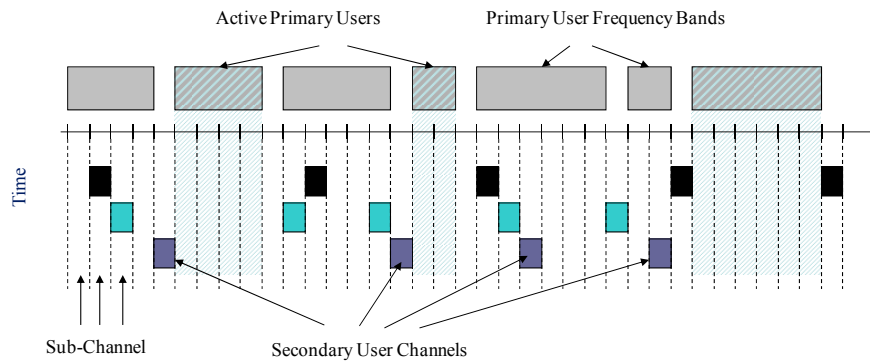 Active Primary Users
Primary User Frequency Bands
Time
Sub-Channel
Secondary User Channels